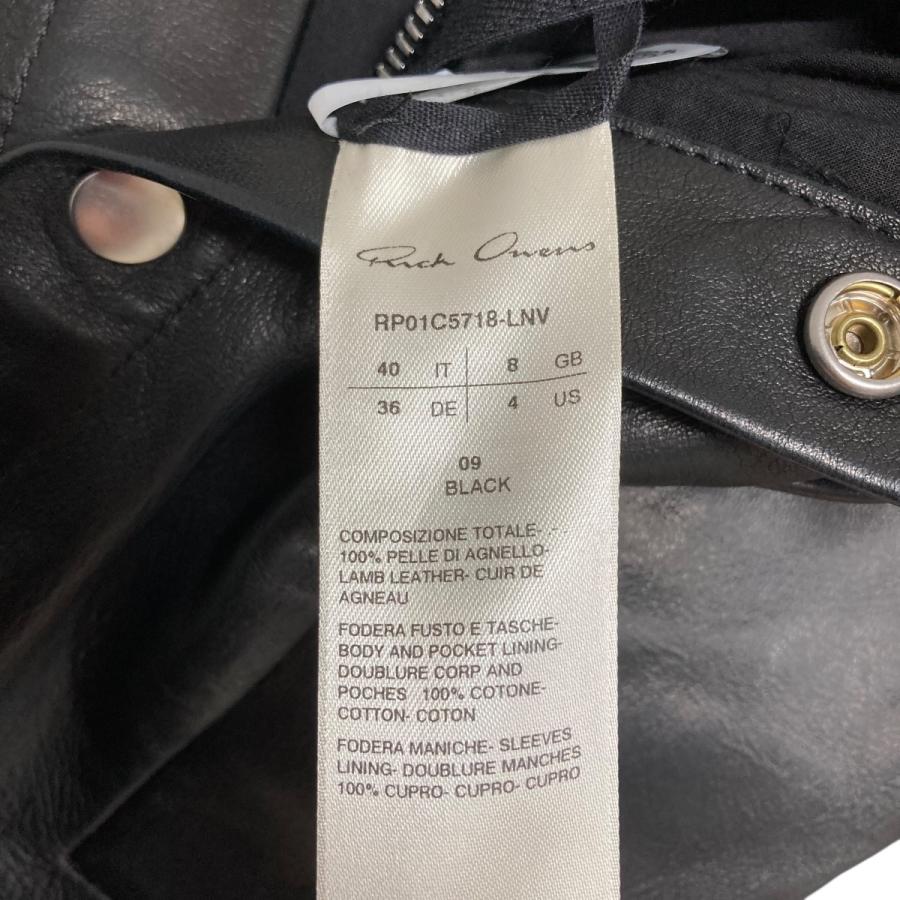 Rick Owens
RP01C5718-LNV
40 IT 8 GB
36 DE 4 US
09
BLACK
COMPOSIZIONE TOTALE- -
100% PELLE DI AGNELLO-
LAMB LEATHER- CUIR DE
AGNEAU
FODERA FUSTO E TASCHE-
BODY AND POCKET LINING-
DOUBLURE CORP AND
POCHES 100% COTONE-
COTTON- COTON
FODERA MANICHE- SLEEVES
LINING- DOUBLURE MANCHES
100% CUPRO- CUPRO- CUPRO